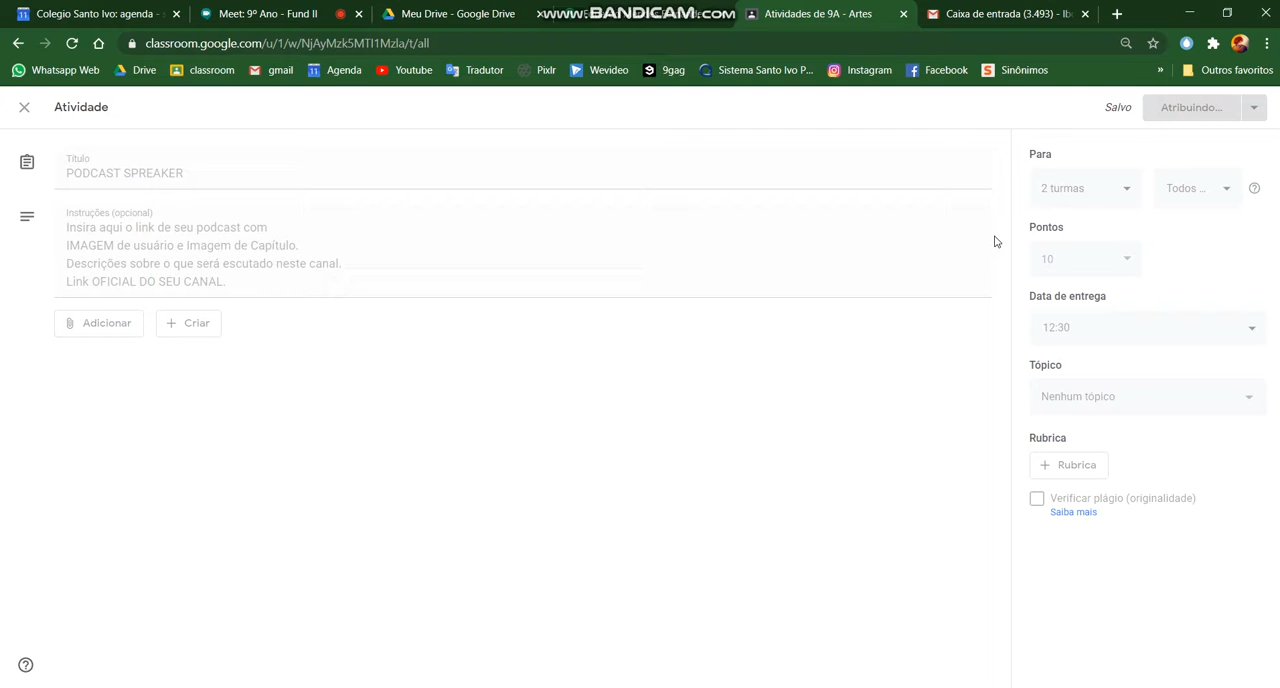 Colegio Santo Ivo: agenda -
Meet: 9º Ano - Fund II
Meu Drive - Google Drive
www.BANDICAM.com
Atividades de 9A - Artes
Caixa de entrada (3.493) -
classroom.google.com/u/1/w/NjAyMzk5MTI1Mzla/t/all
Whatsapp Web
Drive
classroom
gmail
Agenda
Youtube
Tradutor
Pixlr
Wevideo
9gag
Sistema Santo Ivo P...
Instagram
Facebook
Sinônimos
»
Outros favoritos
Atividade
Salvo
Atribuindo...
Título
PODCAST SPREAKER
Instruções (opcional)
Insira aqui o link de seu podcast com
IMAGEM de usuário e Imagem de Capítulo.
Descrições sobre o que será escutado neste canal.
Link OFICIAL DO SEU CANAL.
Adicionar
Criar
Para
2 turmas
Todos ...
Pontos
10
Data de entrega
12:30
Tópico
Nenhum tópico
Rubrica
Rubrica
Verificar plágio (originalidade)
Saiba mais